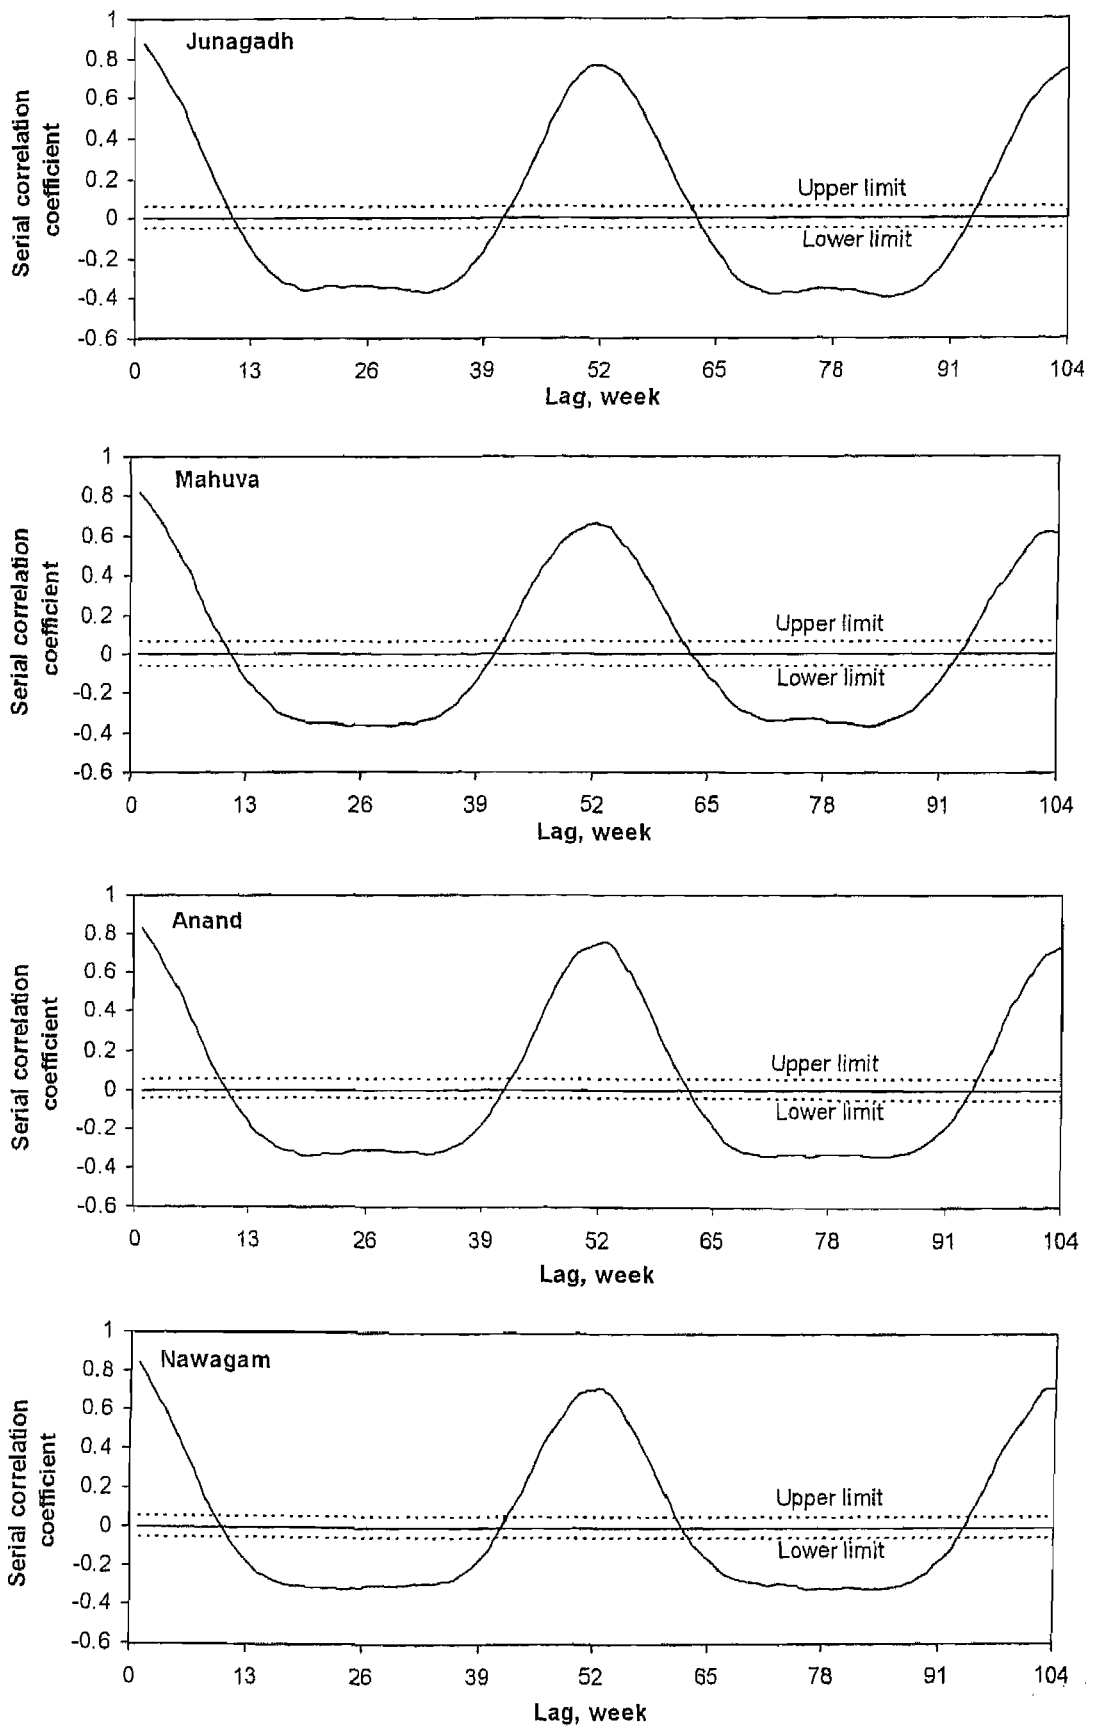 Junagadh
1
0.8
0.6
0.4
0.2
0
-0.2
-0.4
-0.6
Serial correlation
coefficient
Upper limit
Lower limit
0 13 26 39 52 65 78 91 104
Lag, week
Mahuva
1
0.8
0.6
0.4
0.2
0
-0.2
-0.4
-0.6
Serial correlation
coefficient
Upper limit
Lower limit
0 13 26 39 52 65 78 91 104
Lag, week
Anand
1
0.8
0.6
0.4
0.2
0
-0.2
-0.4
-0.6
Serial correlation
coefficient
Upper limit
Lower limit
0 13 26 39 52 65 78 91 104
Lag, week
Nawagam
1
0.8
0.6
0.4
0.2
0
-0.2
-0.4
-0.6
Serial correlation
coefficient
Upper limit
Lower limit
0 13 26 39 52 65 78 91 104
Lag, week